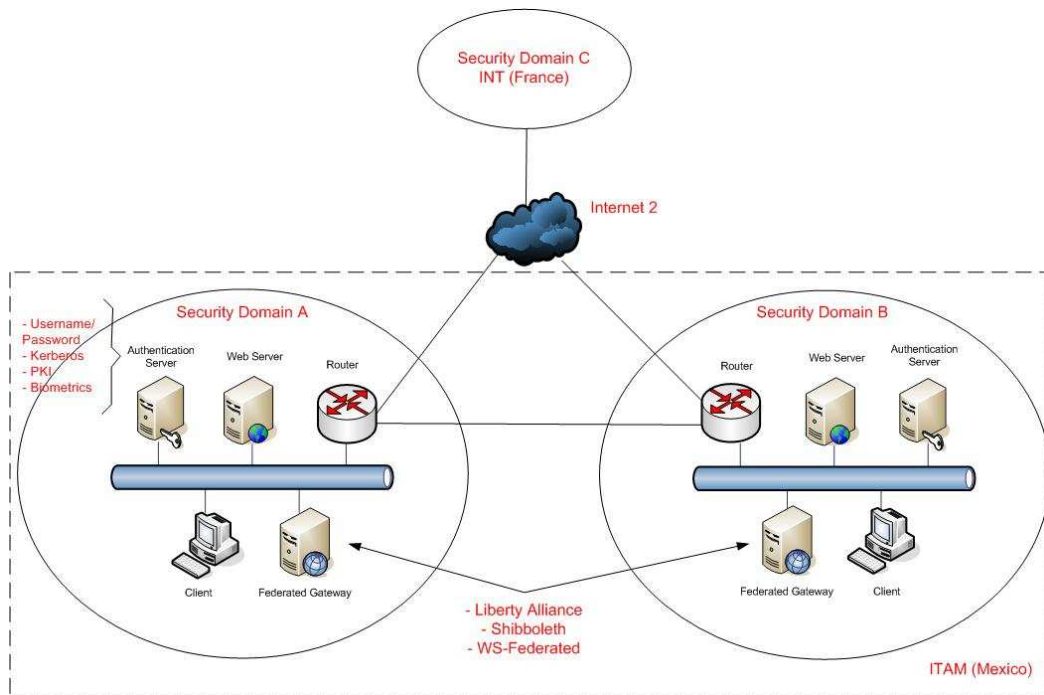 Security Domain C
INT (France)
Internet 2
Security Domain A
- Username/
Password
- Kerberos
- PKI
- Biometrics
Authentication
Server
Web Server
Router
Client
Federated Gateway
Security Domain B
Router
Web Server
Authentication
Server
Federated Gateway
Client
- Liberty Alliance
- Shibboleth
- WS-Federated
ITAM (Mexico)